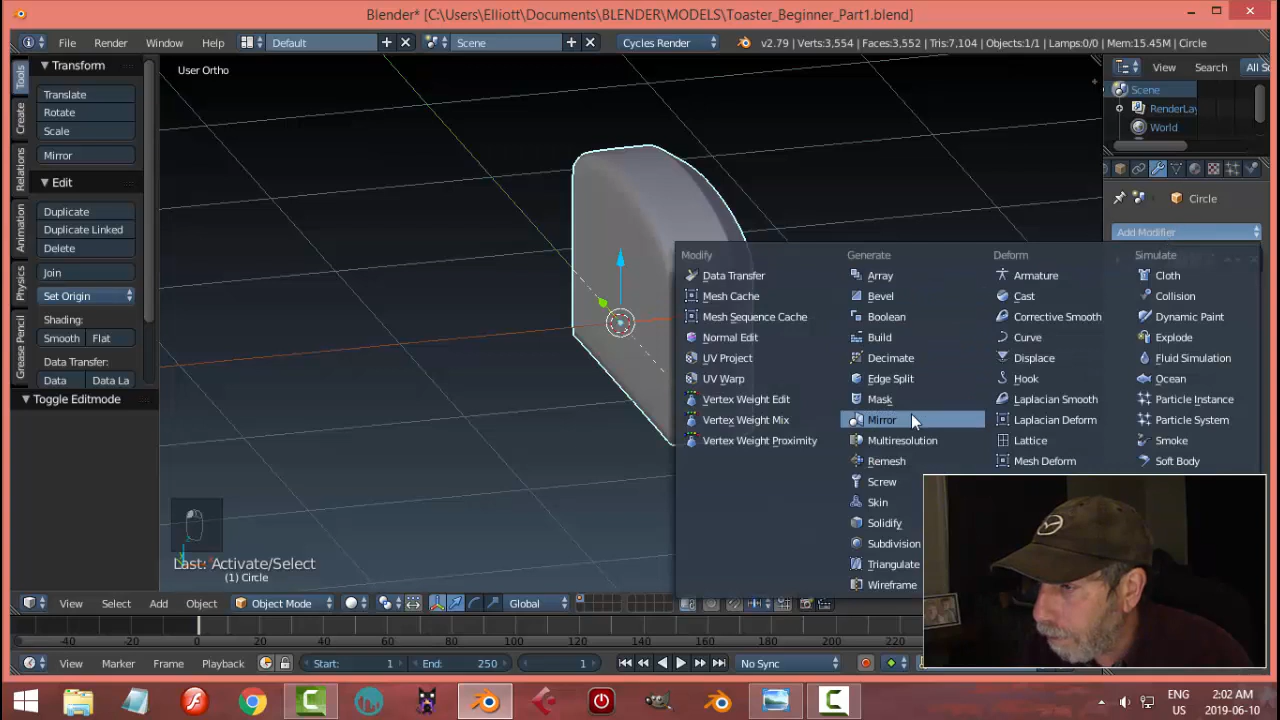 Blender* [C:\Users\Elliott\Documents\BLENDER\MODELS\Toaster_Beginner_Part1.blend]
File Render Window Help Default Scene Cycles Render v2.79 | Verts:3,554 | Faces:3,552 | Tris:7,104 | Objects:1/1 | Lamps:0/0 | Mem:15.45M | Circle
Tools
Create
Relations
Animation
Physics
Grease Pencil
Transform
Translate
Rotate
Scale
Mirror
Edit
Duplicate
Duplicate Linked
Delete
Join
Set Origin
Shading:
Smooth Flat
Data Transfer:
Data Data La
Toggle Editmode
User Ortho
Last: Activate/Select
(1) Circle
View Search All Sc
Scene
RenderLay
World
Circle
Add Modifier
Modify
Data Transfer
Mesh Cache
Mesh Sequence Cache
Normal Edit
UV Project
UV Warp
Vertex Weight Edit
Vertex Weight Mix
Vertex Weight Proximity
Generate
Array
Bevel
Boolean
Build
Decimate
Edge Split
Mask
Mirror
Multiresolution
Remesh
Screw
Skin
Solidify
Subdivision
Triangulate
Wireframe
Deform
Armature
Cast
Corrective Smooth
Curve
Displace
Hook
Laplacian Smooth
Laplacian Deform
Lattice
Mesh Deform
Simulate
Cloth
Collision
Dynamic Paint
Explode
Fluid Simulation
Ocean
Particle Instance
Particle System
Smoke
Soft Body
View Select Add Object Object Mode Global
-40 -20 0 20 40 60 80 100 120 140 160 180 200 220
View Marker Frame Playback Start: 1 End: 250 1 No Sync
ENG 2:02 AM
US 2019-06-10